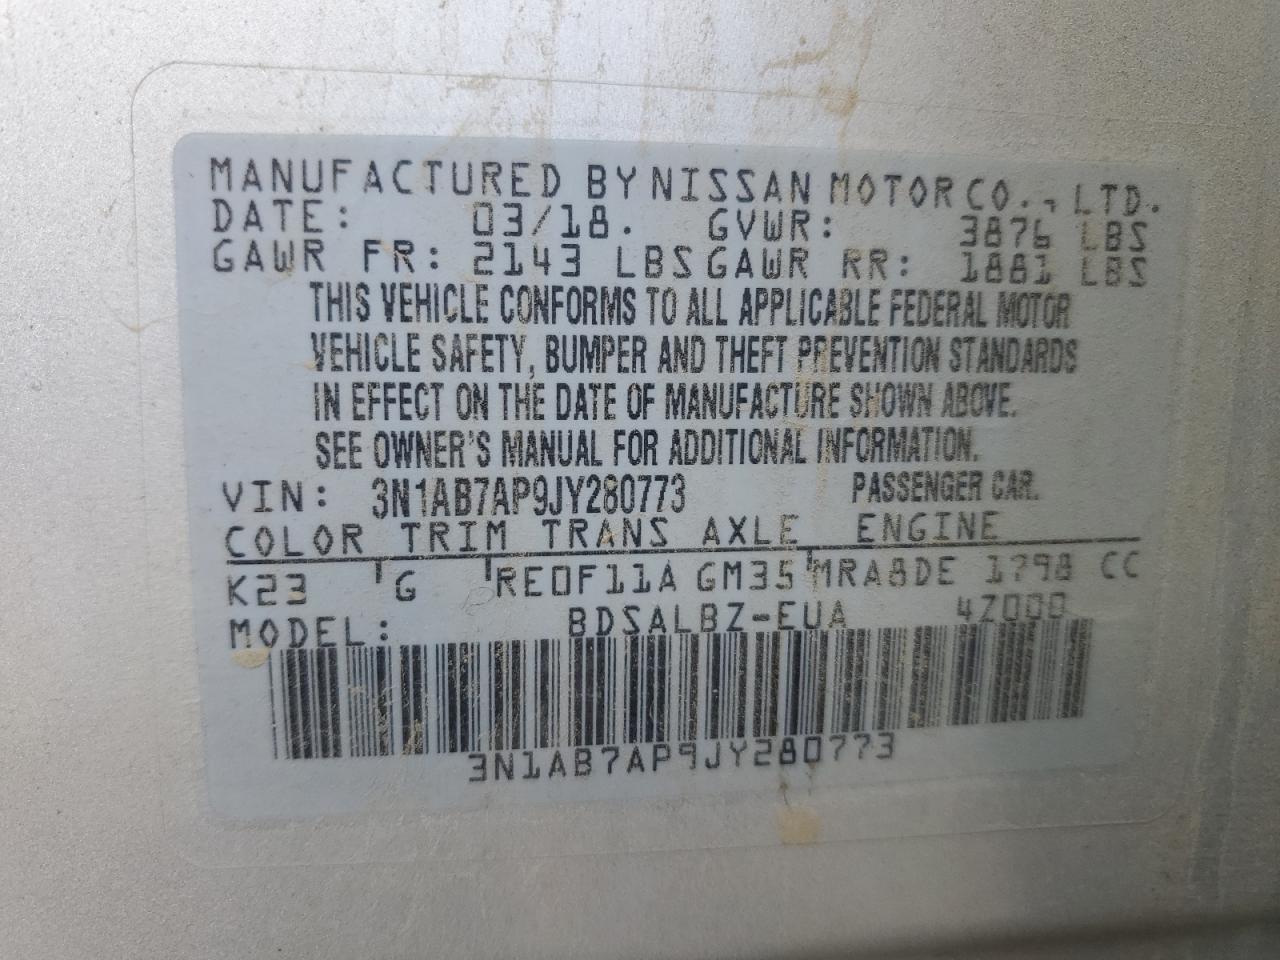 MANUFACTURED BY NISSAN MOTOR CO., LTD.
DATE: 03/18. GVWR: 3876 LBS
GAWR FR: 2143 LBS GAWR RR: 1881 LBS
THIS VEHICLE CONFORMS TO ALL APPLICABLE FEDERAL MOTOR
VEHICLE SAFETY, BUMPER AND THEFT PREVENTION STANDARDS
IN EFFECT ON THE DATE OF MANUFACTURE SHOWN ABOVE.
SEE OWNER'S MANUAL FOR ADDITIONAL INFORMATION.
VIN: 3N1AB7AP9JY280773 PASSENGER CAR.
COLOR TRIM TRANS AXLE ENGINE
K23 G RE0F11A GM35 MRA8DE 1798 CC
MODEL: BDSALBZ-EUA 4Z000
3N1AB7AP9JY280773